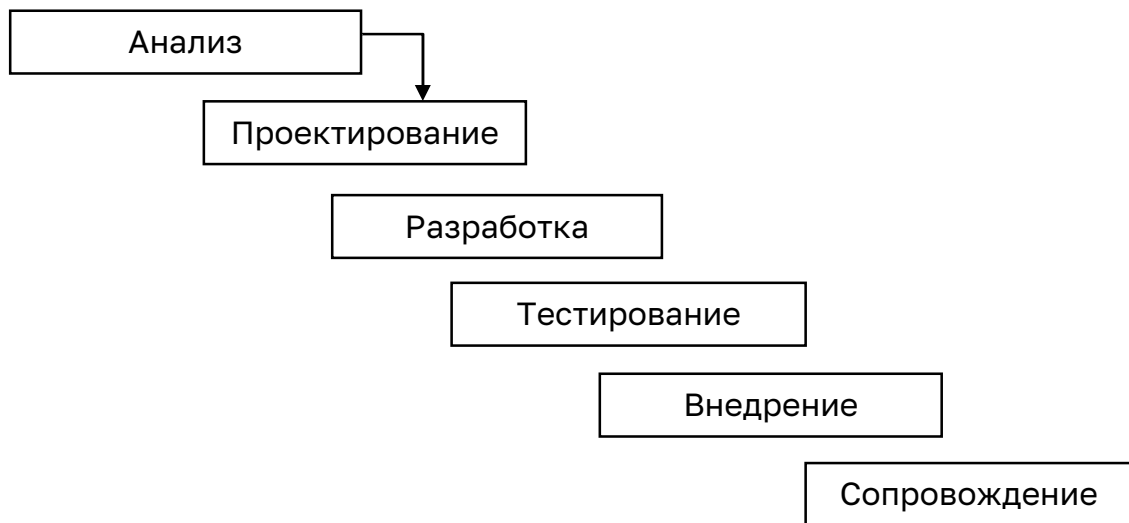 Анализ
Проектирование
Разработка
Тестирование
Внедрение
Сопровождение